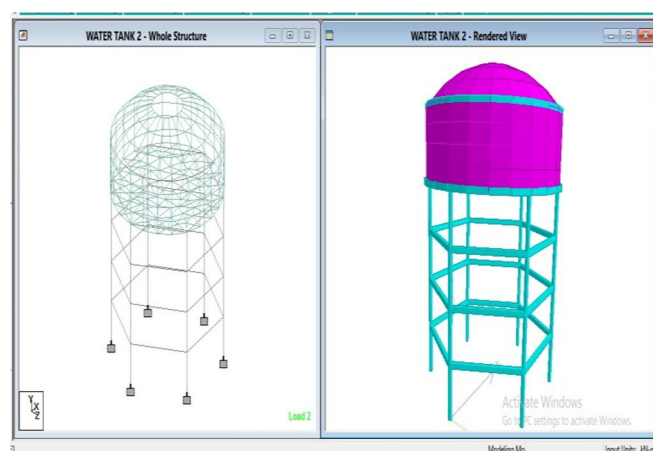 WATER TANK 2 - Whole Structure
WATER TANK 2 - Rendered View
Y
X
Z
Load 2
Activate Windows
Go to PC settings to activate Windows.
Modeling Mo
Input Units: